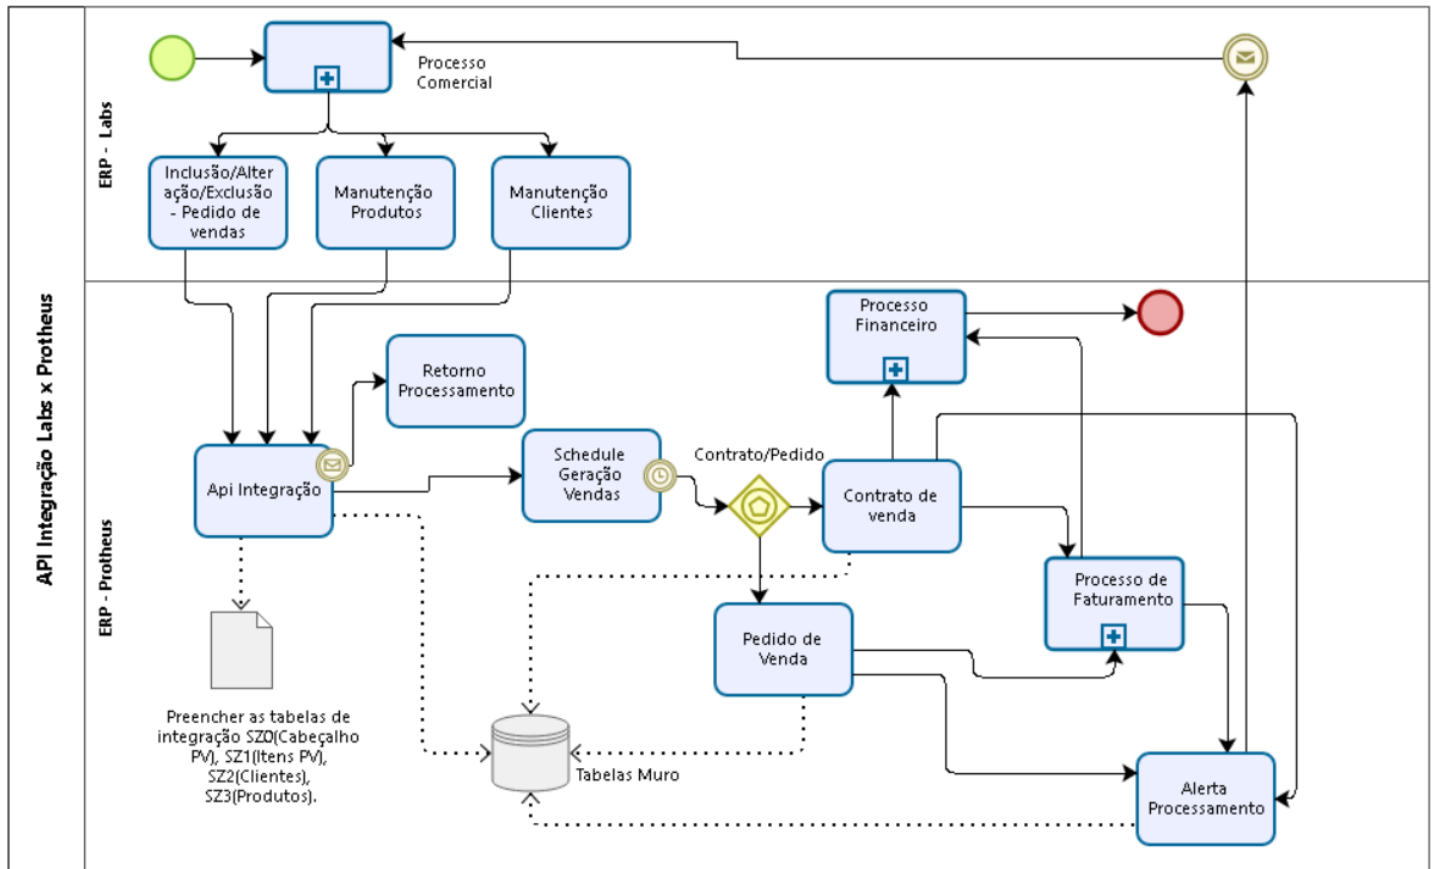 API Integração Labs x Protheus
ERP - Labs
Processo
Comercial
Inclusão/Alter
ação/Exclusão
- Pedido de
vendas
Manutenção
Produtos
Manutenção
Clientes
ERP - Protheus
Processo
Financeiro
Retorno
Processamento
Api Integração
Schedule
Geração
Vendas
Contrato/Pedido
Contrato de
venda
Processo de
Faturamento
Pedido de
Venda
Preencher as tabelas de
integração SZ0(Cabeçalho
PV), SZ1(Itens PV),
SZ2(Clientes),
SZ3(Produtos).
Tabelas Muro
Alerta
Processamento